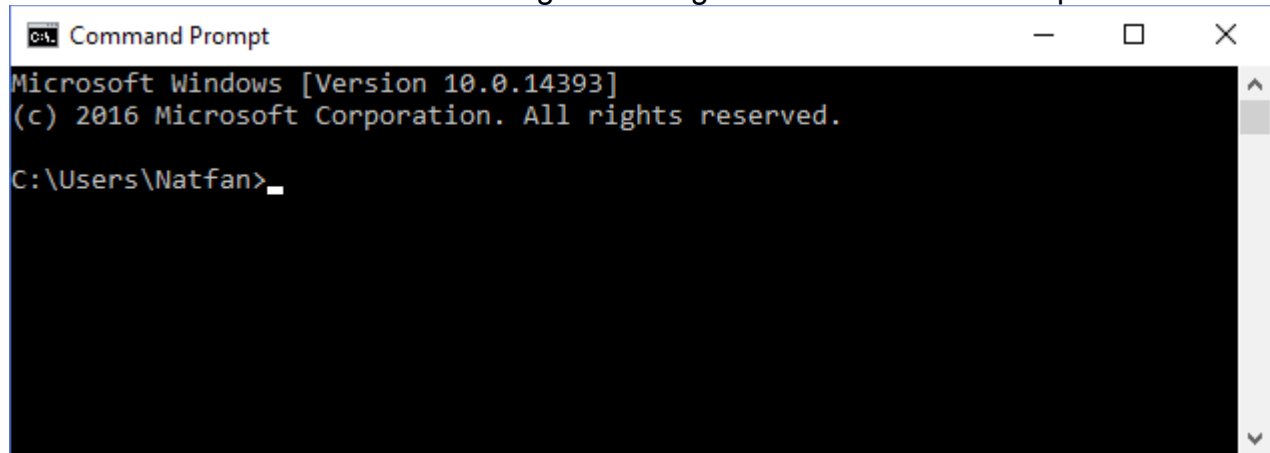 Command Prompt
Microsoft Windows [Version 10.0.14393]
(c) 2016 Microsoft Corporation. All rights reserved.
C:\Users\Natfan>